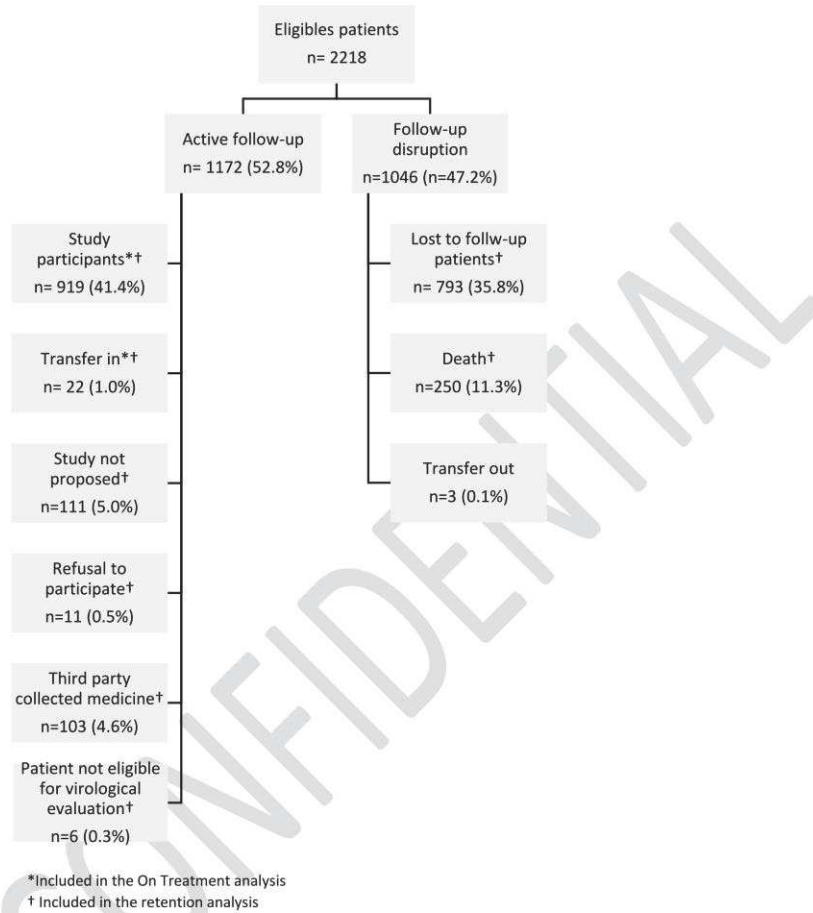 Eligibles patients
n= 2218
Active follow-up
n= 1172 (52.8%)
Follow-up
disruption
n=1046 (n=47.2%)
Study
participants*†
n= 919 (41.4%)
Transfer in*†
n= 22 (1.0%)
Study not
proposed†
n=111 (5.0%)
Refusal to
participate†
n=11 (0.5%)
Third party
collected medicine†
n=103 (4.6%)
Patient not eligible
for virological
evaluation†
n=6 (0.3%)
Lost to follw-up
patients†
n= 793 (35.8%)
Death†
n=250 (11.3%)
Transfer out
n=3 (0.1%)
*Included in the On Treatment analysis
† Included in the retention analysis
CONFIDENTIAL